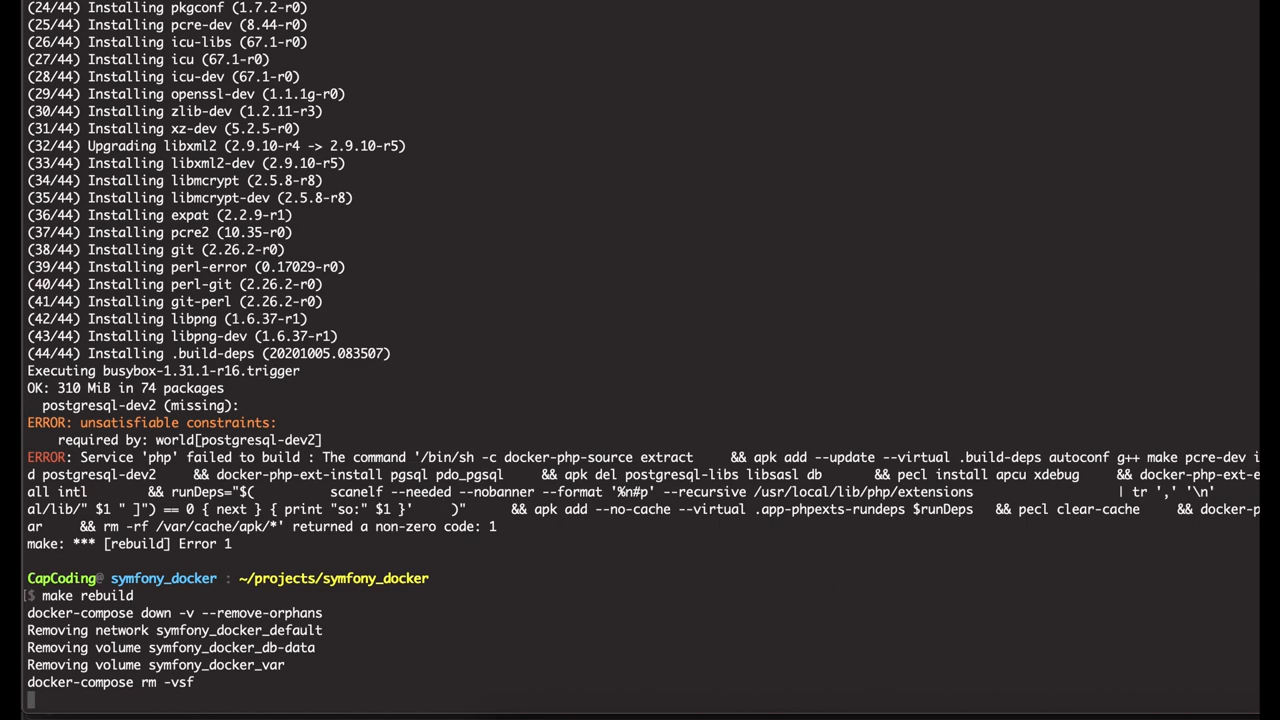 (24/44) Installing pkgconf (1.7.2-r0)
(25/44) Installing pcre-dev (8.44-r0)
(26/44) Installing icu-libs (67.1-r0)
(27/44) Installing icu (67.1-r0)
(28/44) Installing icu-dev (67.1-r0)
(29/44) Installing openssl-dev (1.1.1g-r0)
(30/44) Installing zlib-dev (1.2.11-r3)
(31/44) Installing xz-dev (5.2.5-r0)
(32/44) Upgrading libxml2 (2.9.10-r4 -> 2.9.10-r5)
(33/44) Installing libxml2-dev (2.9.10-r5)
(34/44) Installing libmcrypt (2.5.8-r8)
(35/44) Installing libmcrypt-dev (2.5.8-r8)
(36/44) Installing expat (2.2.9-r1)
(37/44) Installing pcre2 (10.35-r0)
(38/44) Installing git (2.26.2-r0)
(39/44) Installing perl-error (0.17029-r0)
(40/44) Installing perl-git (2.26.2-r0)
(41/44) Installing git-perl (2.26.2-r0)
(42/44) Installing libpng (1.6.37-r1)
(43/44) Installing libpng-dev (1.6.37-r1)
(44/44) Installing .build-deps (20201005.083507)
Executing busybox-1.31.1-r16.trigger
OK: 310 MiB in 74 packages
postgresql-dev2 (missing):
ERROR: unsatisfiable constraints:
required by: world[postgresql-dev2]
ERROR: Service 'php' failed to build : The command '/bin/sh -c docker-php-source extract && apk add --update --virtual .build-deps autoconf g++ make pcre-dev i
d postgresql-dev2 && docker-php-ext-install pgsql pdo_pgsql && apk del postgresql-libs libsasl db && pecl install apcu xdebug && docker-php-ext-e
all intl && runDeps="$( scanelf --needed --nobanner --format '%n#p' --recursive /usr/local/lib/php/extensions | tr ',' '\n'
al/lib/" $1 " ]") == 0 { next } { print "so:" $1 }' )" && apk add --no-cache --virtual .app-phpexts-rundeps $runDeps && pecl clear-cache && docker-p
ar && rm -rf /var/cache/apk/*' returned a non-zero code: 1
make: *** [rebuild] Error 1
CapCoding@ symfony_docker : ~/projects/symfony_docker
[$ make rebuild
docker-compose down -v --remove-orphans
Removing network symfony_docker_default
Removing volume symfony_docker_db-data
Removing volume symfony_docker_var
docker-compose rm -vsf